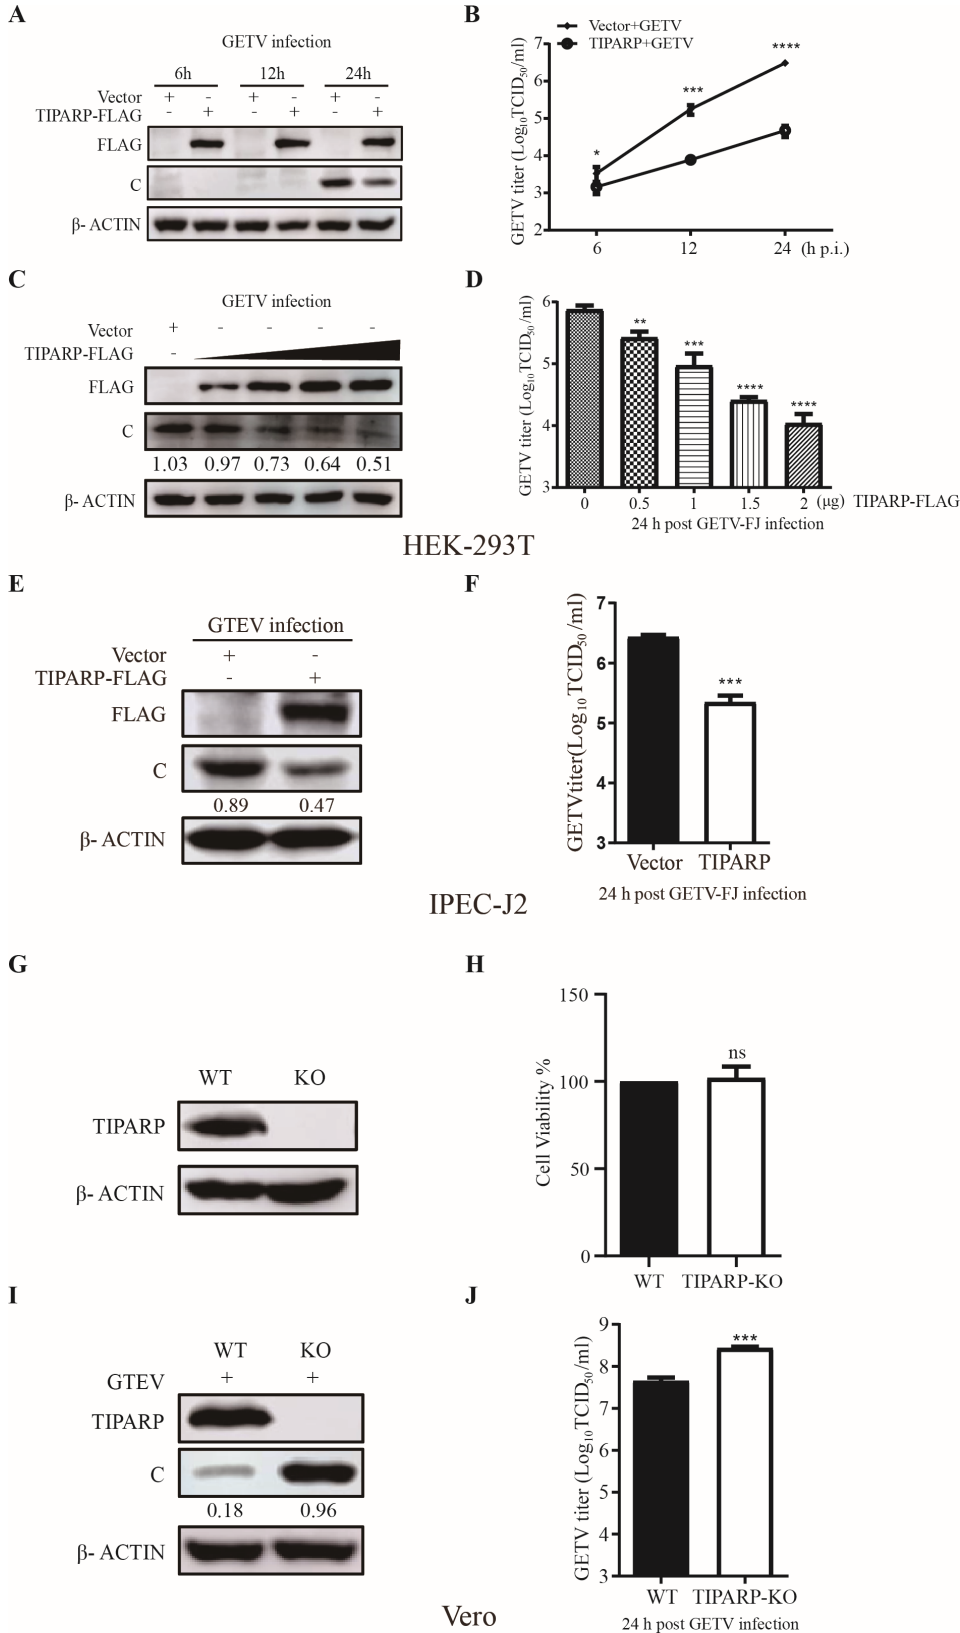 A
GETV infection
6h 12h 24h
Vector + - + - + -
TIPARP-FLAG - + - + - +
FLAG
C
β- ACTIN
B
Vector+GETV
TIPARP+GETV
GETV titer (Log10TCID50/ml)
7
6
5
4
3
2
* *** ****
6 12 24 (h p.i.)
C
GETV infection
Vector + - - - -
TIPARP-FLAG -
FLAG
C
1.03 0.97 0.73 0.64 0.51
β- ACTIN
D
GETV titer (Log10TCID50/ml)
6
5
4
3
** *** **** ****
0 0.5 1 1.5 2 (μg) TIPARP-FLAG
24 h post GETV-FJ infection
HEK-293T
E
GTEV infection
Vector + -
TIPARP-FLAG - +
FLAG
C
0.89 0.47
β- ACTIN
F
GETVtiter(Log10TCID50/ml)
7
6
5
4
3
***
Vector TIPARP
24 h post GETV-FJ infection
IPEC-J2
G
WT KO
TIPARP
β- ACTIN
H
Cell Viability %
150
100
50
0
ns
WT TIPARP-KO
I
WT KO
GTEV + +
TIPARP
C
0.18 0.96
β- ACTIN
J
GETV titer (Log10TCID50/ml)
9
8
7
6
5
4
3
***
WT TIPARP-KO
24 h post GETV infection
Vero